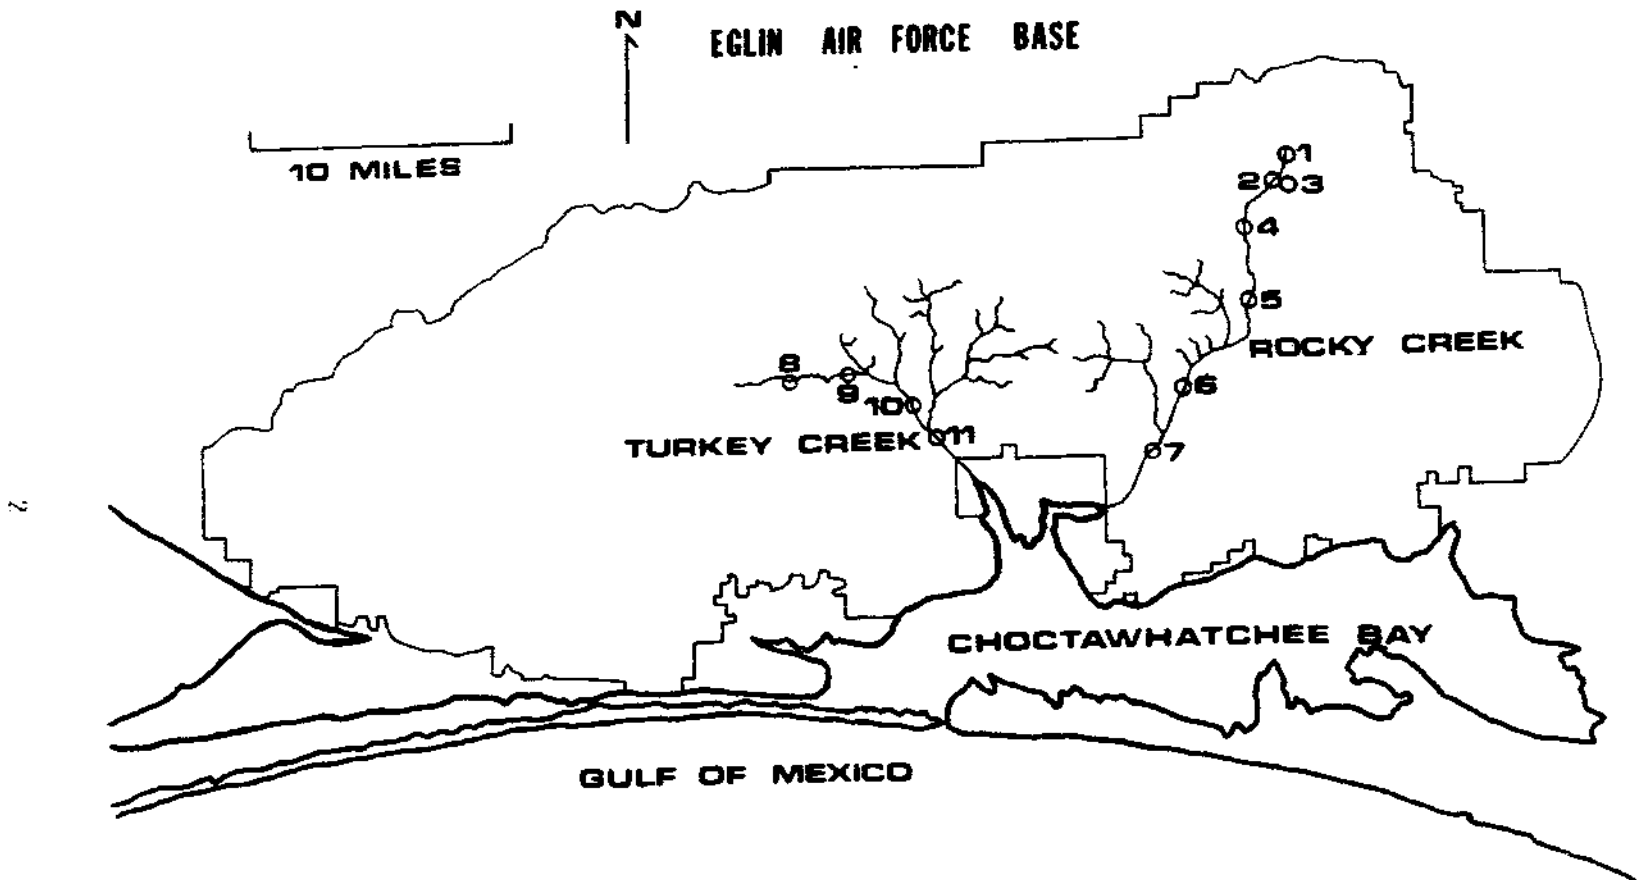 N
EGLIN AIR FORCE BASE
10 MILES
1
2 3
4
5
ROCKY CREEK
8
9
6
10
TURKEY CREEK 11
7
2
CHOCTAWHATCHEE BAY
GULF OF MEXICO